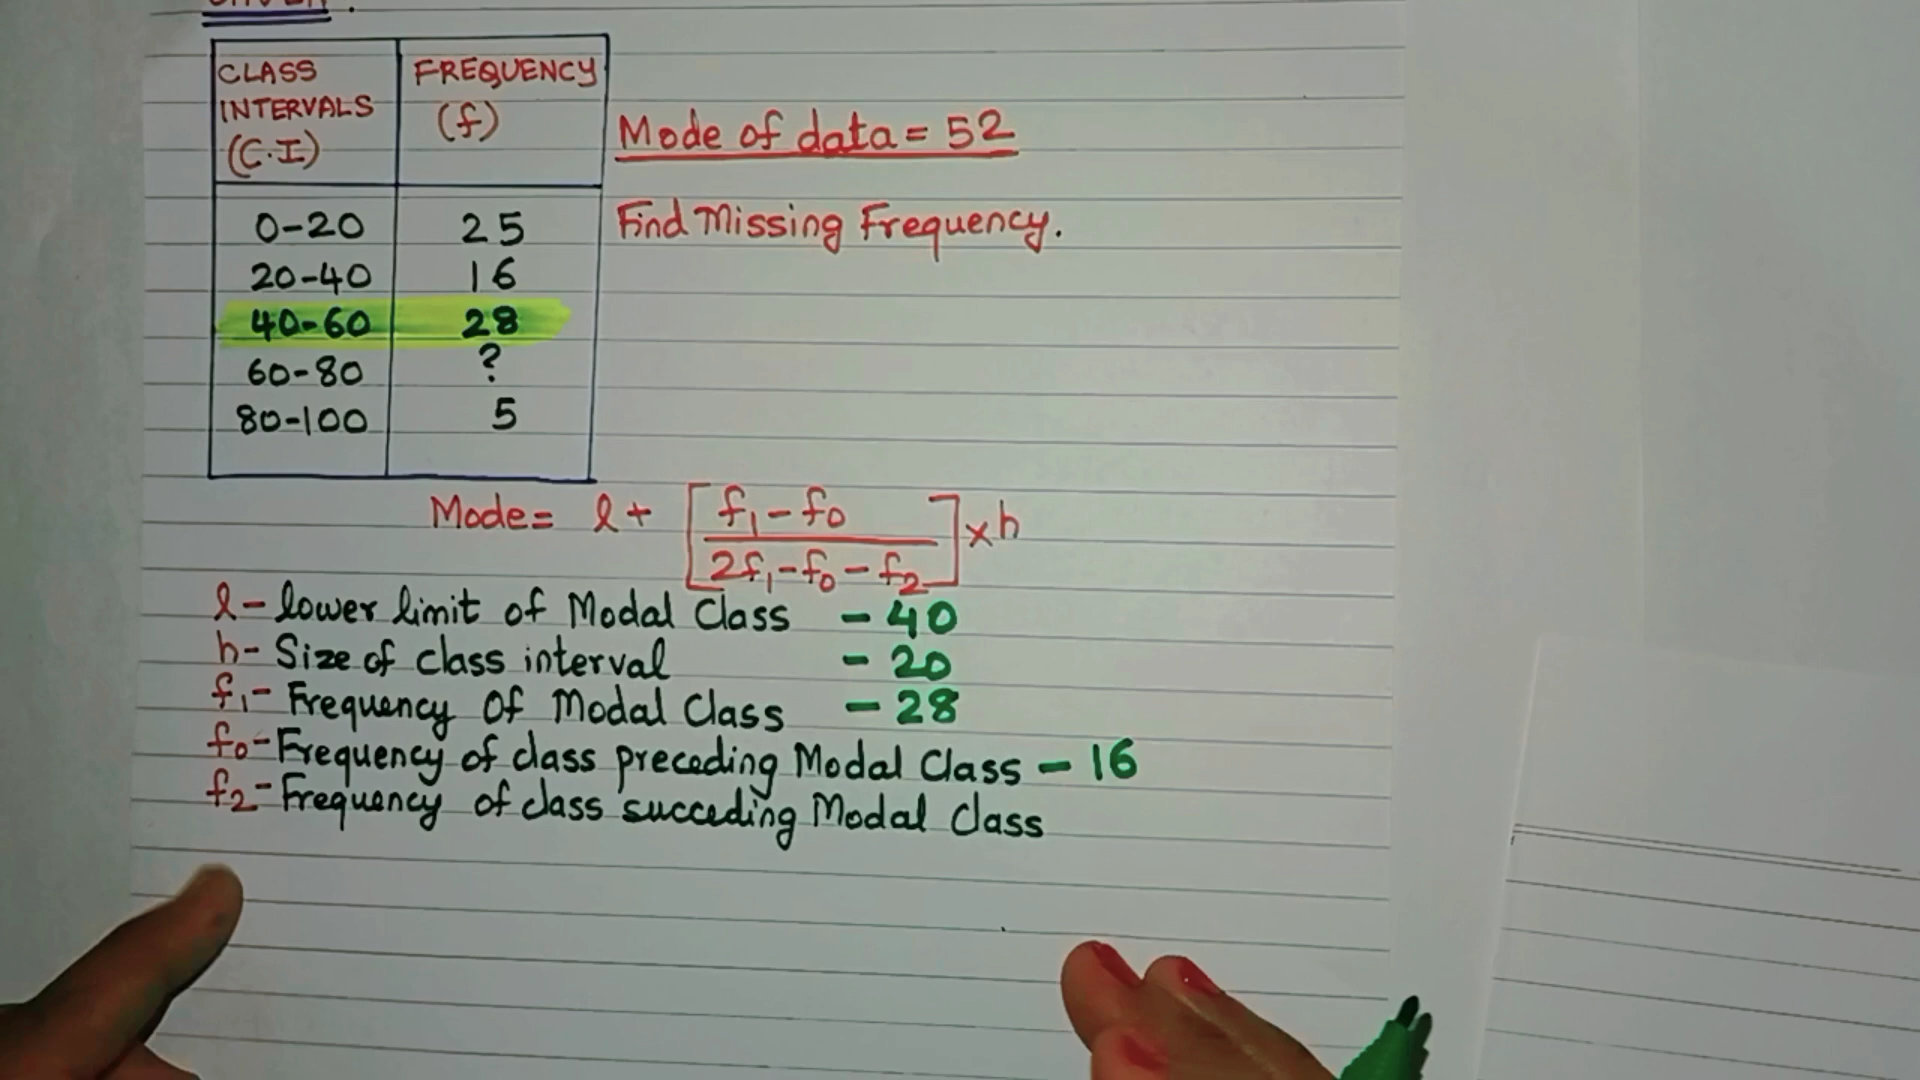 CLASS INTERVALS (C.I) FREQUENCY (f)
Mode of data = 52
Find Missing Frequency.
0-20 25
20-40 16
40-60 28
60-80 ?
80-100 5
Mode = l + [f₁ - f₀ / 2f₁ - f₀ - f₂] × h
l - lower limit of Modal Class - 40
h - Size of class interval - 20
f₁ - Frequency Of Modal Class - 28
f₀ - Frequency of class preceding Modal Class - 16
f₂ - Frequency of class succeding Modal Class